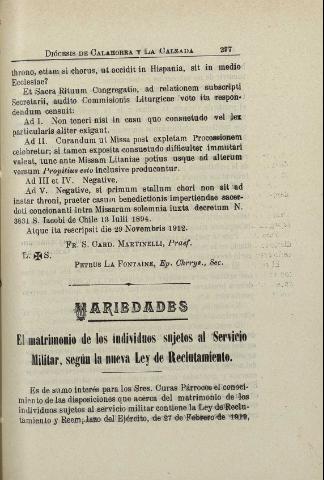 DIÓCESIS DE CALAHORRA Y LA CALZADA 277
throno, etiam si chorus, ut accidit in Hispania, sit in medio
Ecclesiae?
Et Sacra Rituum Congregatio, ad relationem subscripti
Secretarii, audito Commisionis Liturgicae voto ita respon-
dendum censuit:
Ad I. Non teneri nisi in casu quo consuetudo vel lex
particularis aliter exigant.
Ad II. Curandum ut Missa post expletam Processionem
celebretur; si tamen exposita consuetudo difficulter immutari
valeat, tunc ante Missam Litaniae potius usque ad alterum
versum Propitius esto inclusive producantur.
Ad III et IV. Negative.
Ad V. Negative, si primum stallum chori non sit ad
instar throni, praeter casum benedictionis impertiendae sacer-
doti concionanti intra Missarum solemnia iuxta decretum N.
3831 S. Jacobi de Chile 13 Iulii 1894.
Atque ita rescripsit die 29 Novembris 1912.
FR. S. CARD. MARTINELLI, Praef.
L. ✠ S.
PETRUS LA FONTAINE, Ep. Chrys., Sec.
VARIEDADES
El matrimonio de los individuos sujetos al Servicio
Militar, según la nueva Ley de Reclutamiento.
Es de sumo interés para los Sres. Curas Párrocos el conoci-
miento de las disposiciones que acerca del matrimonio de los
individuos sujetos al servicio militar contiene la Ley de Reclu-
tamiento y Reemplazo del Ejército, de 27 de Febrero de 1912,